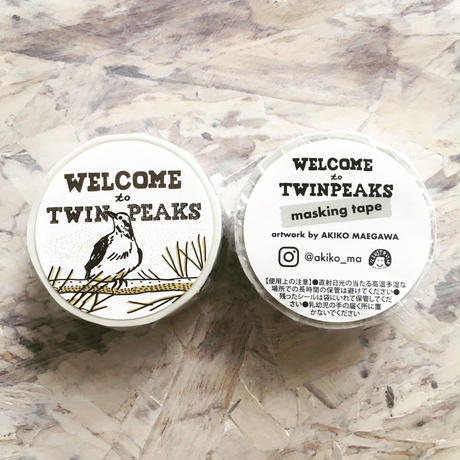 WELCOME
to
TWIN PEAKS
WELCOME
to
TWINPEAKS
masking tape
artwork by AKIKO MAEGAWA
@akiko_ma
【使用上の注意】●直射日光の当たる高温多湿な
場所での長時間の保管は避けてください●
残ったシールは袋にいれて保管してくだ
さい●乳幼児の手の届く所に置
かないでください